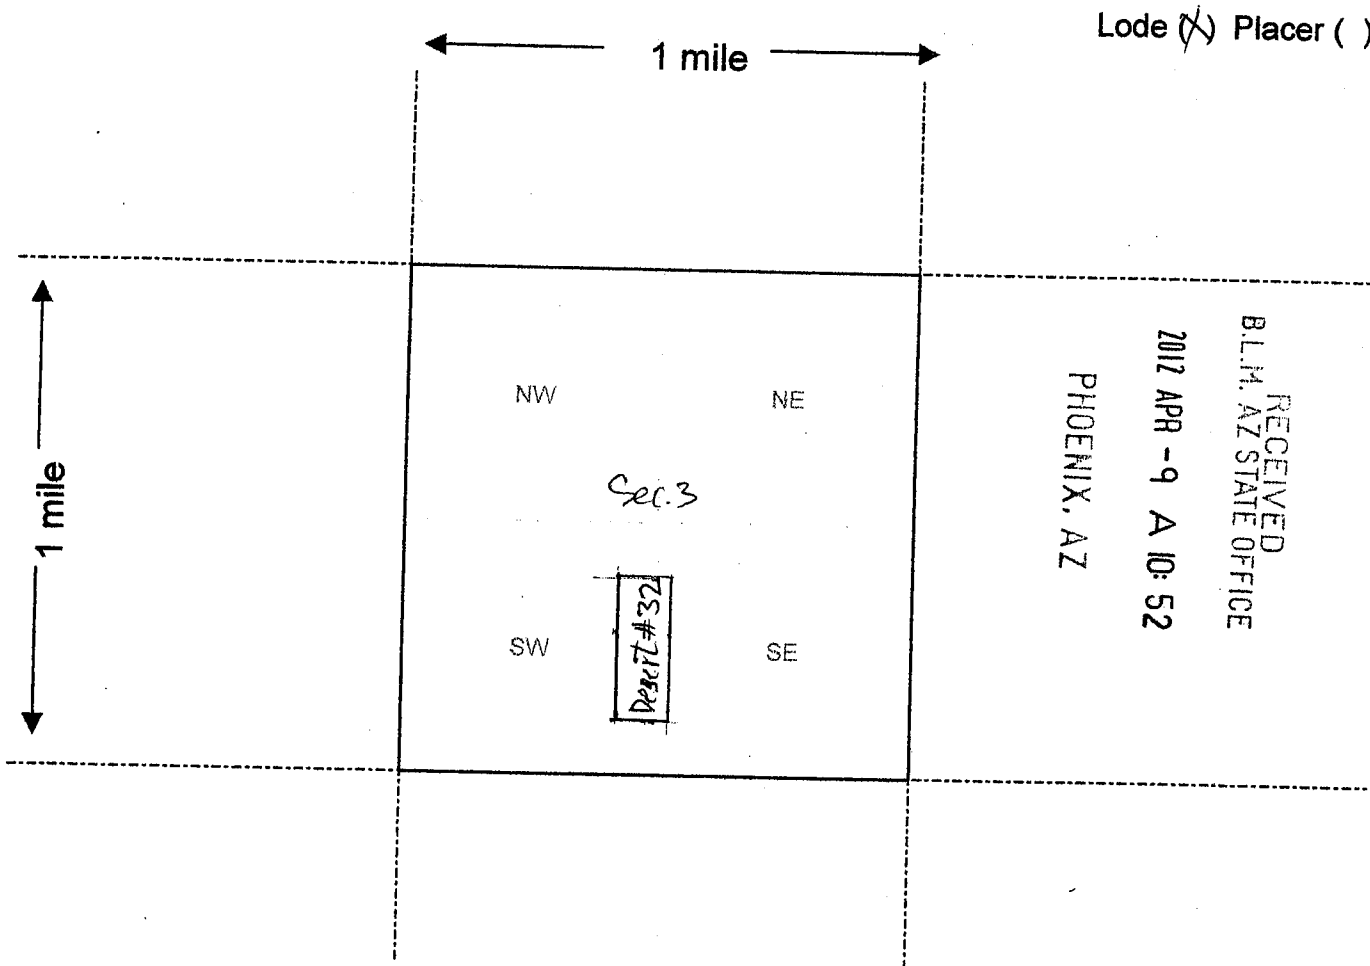 Lode (X) Placer ( )
1 mile
1 mile
NW
NE
Sec. 3
SW
Desert #32
SE
RECEIVED
B.L.M. AZ STATE OFFICE
2012 APR -9 A 10: 52
PHOENIX, AZ